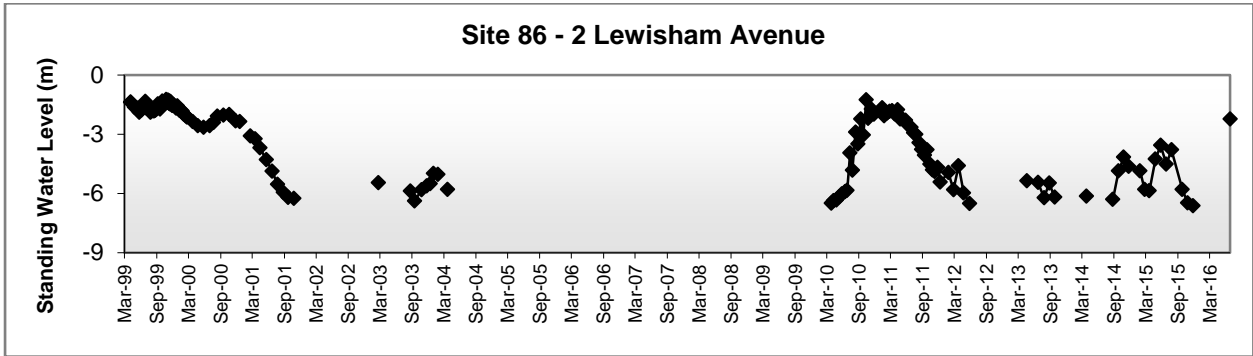 Site 86 - 2 Lewisham Avenue
Standing Water Level (m)
0
-3
-6
-9
Mar-99
Sep-99
Mar-00
Sep-00
Mar-01
Sep-01
Mar-02
Sep-02
Mar-03
Sep-03
Mar-04
Sep-04
Mar-05
Sep-05
Mar-06
Sep-06
Mar-07
Sep-07
Mar-08
Sep-08
Mar-09
Sep-09
Mar-10
Sep-10
Mar-11
Sep-11
Mar-12
Sep-12
Mar-13
Sep-13
Mar-14
Sep-14
Mar-15
Sep-15
Mar-16